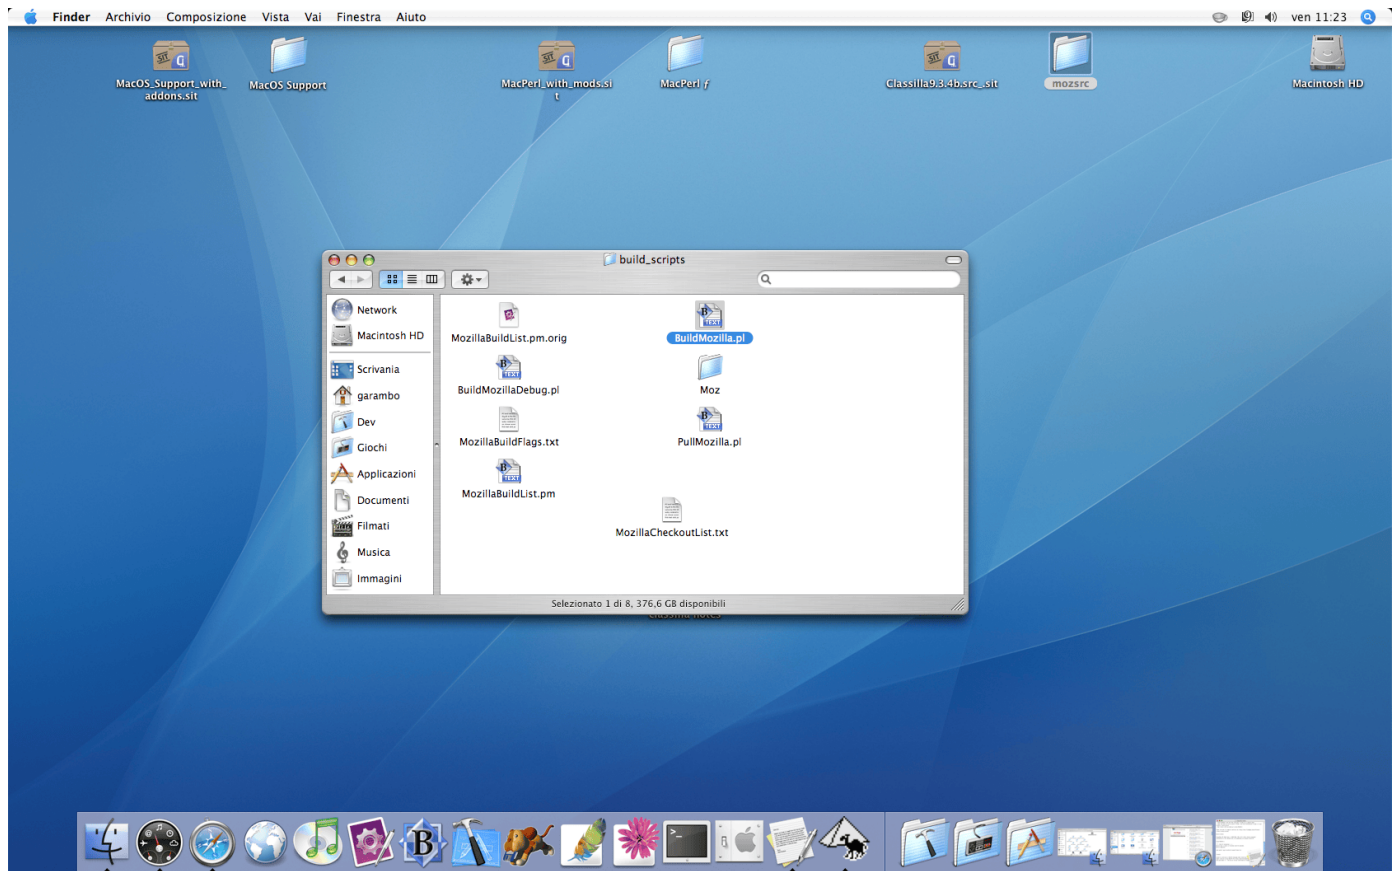 Finder Archivio Composizione Vista Vai Finestra Aiuto ven 11:23
MacOS_Support_with_
addons.sit
MacOS Support
MacPerl_with_mods.si
t
MacPerl ƒ
Classilla9.3.4b.src_.sit
mozsrc
Macintosh HD
build_scripts
Network
Macintosh HD
Scrivania
garambo
Dev
Giochi
Applicazioni
Documenti
Filmati
Musica
Immagini
MozillaBuildList.pm.orig
BuildMozilla.pl
BuildMozillaDebug.pl
Moz
MozillaBuildFlags.txt
PullMozilla.pl
MozillaBuildList.pm
MozillaCheckoutList.txt
Selezionato 1 di 8, 376,6 GB disponibili